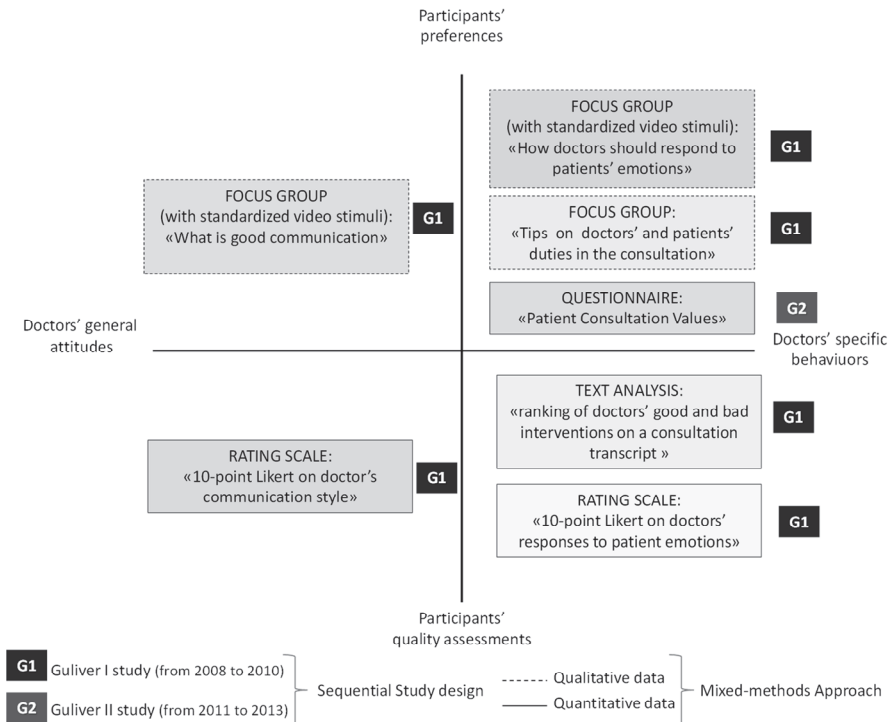 Participants'
preferences
FOCUS GROUP
(with standardized video stimuli):
«How doctors should respond to
patients' emotions»
G1
FOCUS GROUP
(with standardized video stimuli):
«What is good communication»
G1
FOCUS GROUP:
«Tips on doctors' and patients'
duties in the consultation»
G1
QUESTIONNAIRE:
«Patient Consultation Values»
G2
Doctors' general
attitudes
Doctors' specific
behaviuors
TEXT ANALYSIS:
«ranking of doctors' good and bad
interventions on a consultation
transcript »
G1
RATING SCALE:
«10-point Likert on doctor's
communication style»
G1
RATING SCALE:
«10-point Likert on doctors'
responses to patient emotions»
G1
Participants'
quality assessments
G1 Guliver I study (from 2008 to 2010)
G2 Guliver II study (from 2011 to 2013)
Sequential Study design
Qualitative data
Quantitative data
Mixed-methods Approach